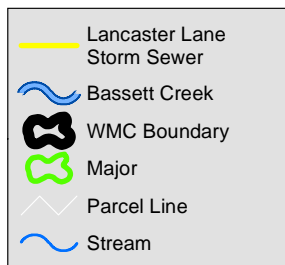 Lancaster Lane
Storm Sewer
Bassett Creek
WMC Boundary
Major
Parcel Line
Stream